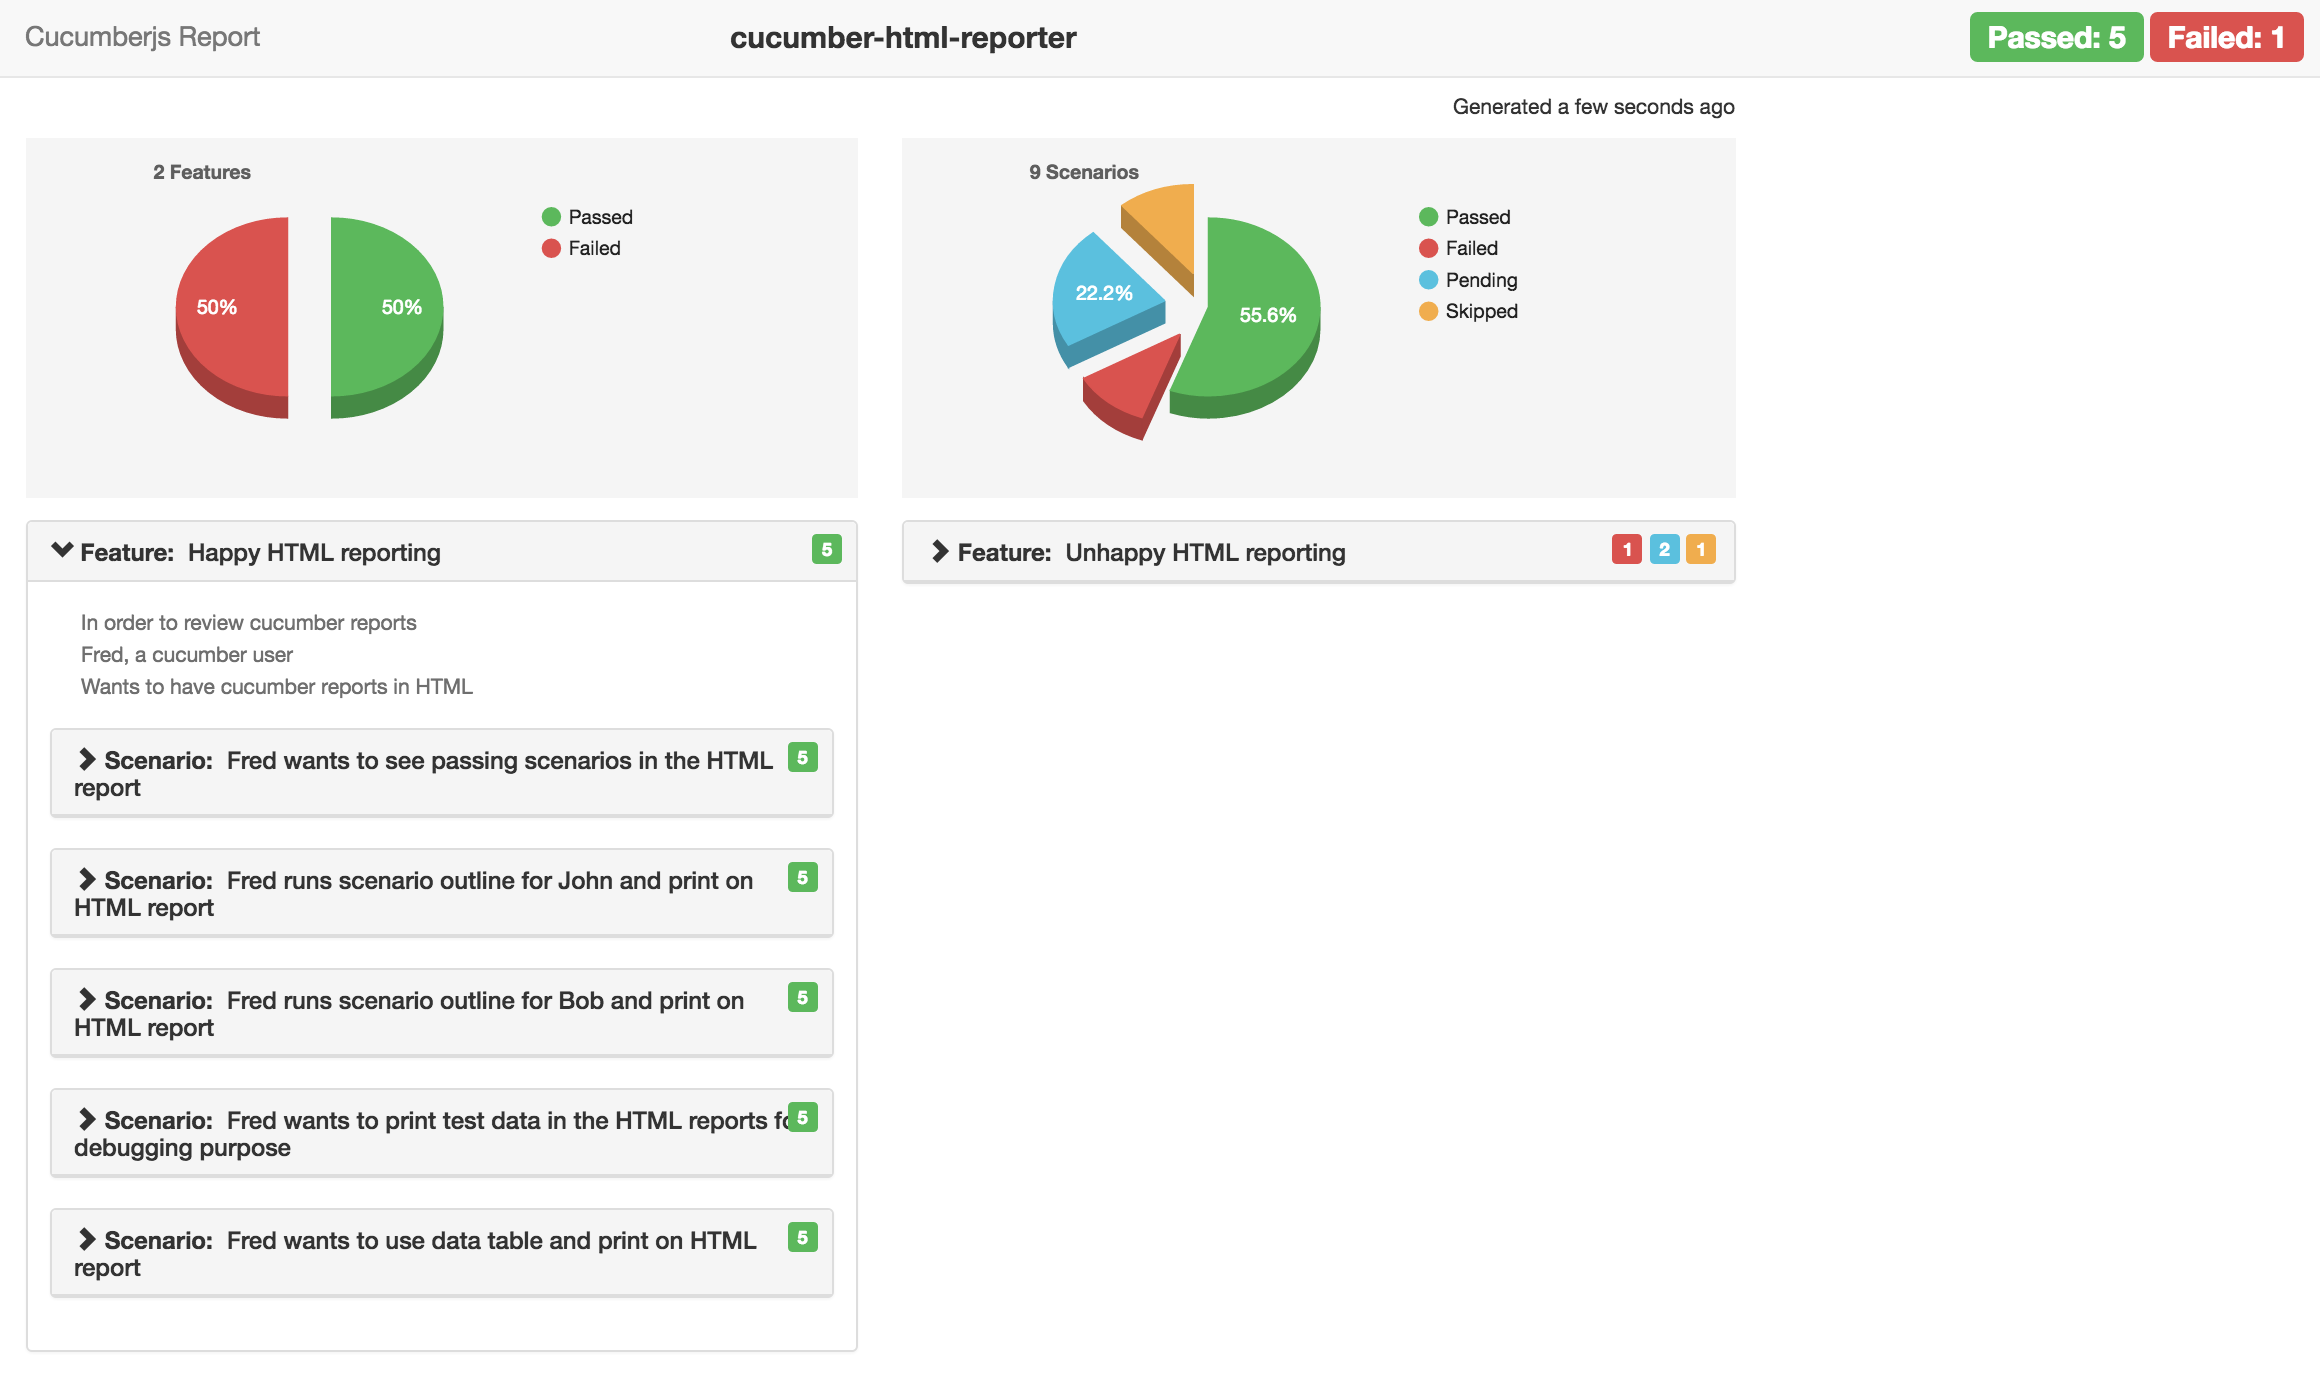 Cucumberjs Report
cucumber-html-reporter
Passed: 5
Failed: 1
Generated a few seconds ago
2 Features
50%
50%
Passed
Failed
9 Scenarios
22.2%
55.6%
Passed
Failed
Pending
Skipped
Feature: Happy HTML reporting
5
In order to review cucumber reports
Fred, a cucumber user
Wants to have cucumber reports in HTML
Scenario: Fred wants to see passing scenarios in the HTML
report
5
Scenario: Fred runs scenario outline for John and print on
HTML report
5
Scenario: Fred runs scenario outline for Bob and print on
HTML report
5
Scenario: Fred wants to print test data in the HTML reports
debugging purpose
5
Scenario: Fred wants to use data table and print on HTML
report
5
Feature: Unhappy HTML reporting
1 2 1